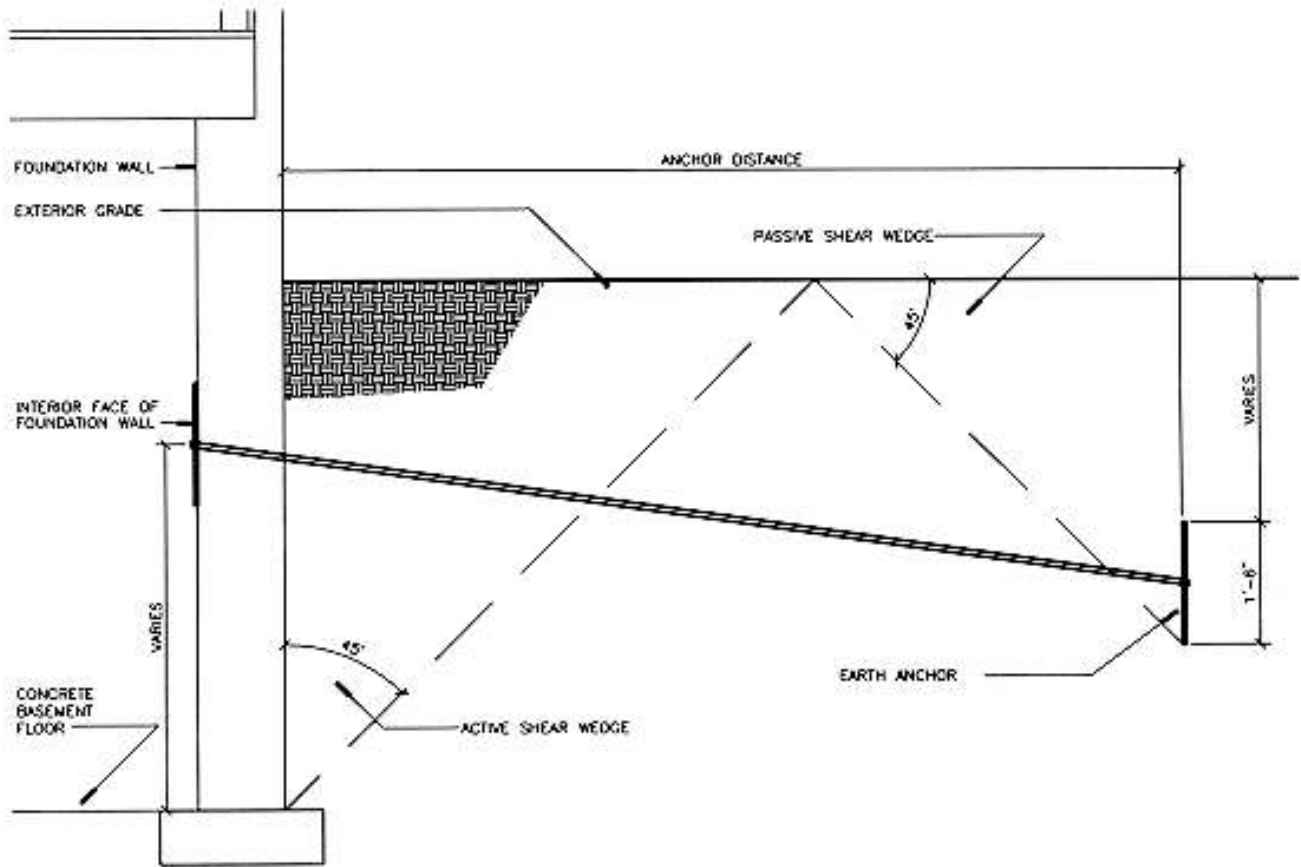 FOUNDATION WALL
ANCHOR DISTANCE
EXTERIOR GRADE
PASSIVE SHEAR WEDGE
45°
VARIES
INTERIOR FACE OF
FOUNDATION WALL
1'-6"
VARIES
45°
EARTH ANCHOR
CONCRETE
BASEMENT
FLOOR
ACTIVE SHEAR WEDGE